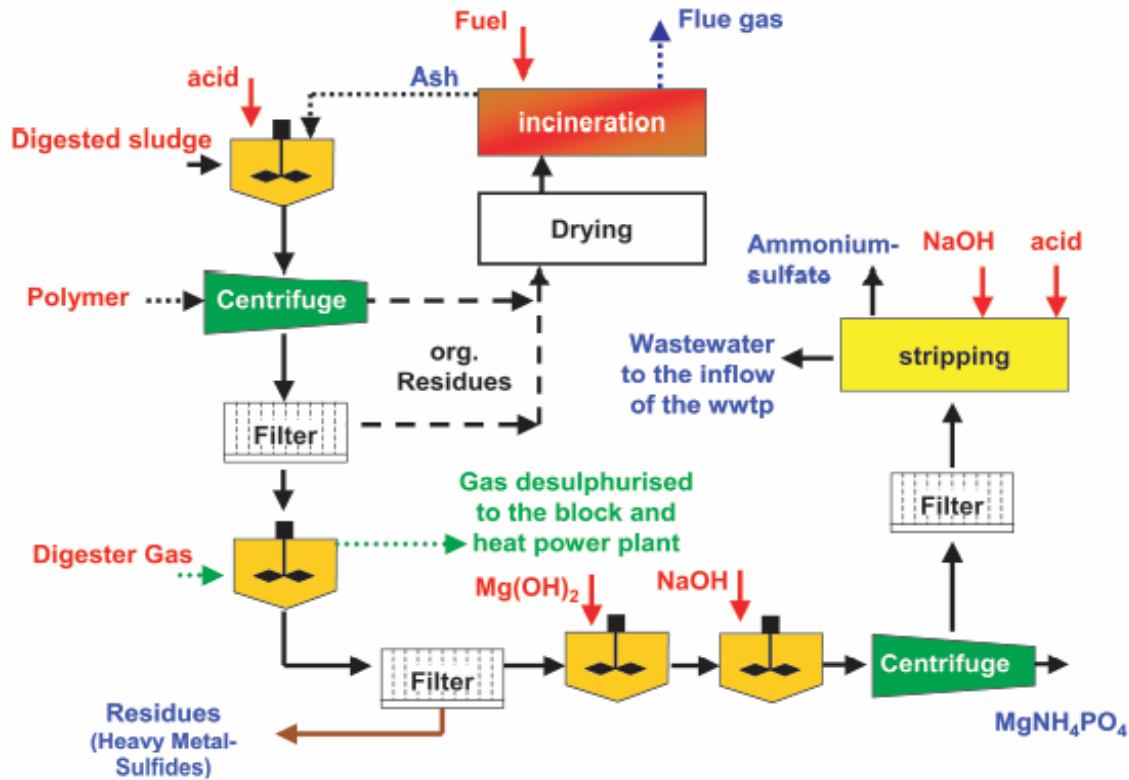 Fuel
Flue gas
acid
Ash
incineration
Digested sludge
Drying
Ammonium-
sulfate
NaOH
acid
Polymer
Centrifuge
org.
Residues
Wastewater
to the inflow
of the wwtp
stripping
Filter
Filter
Gas desulphurised
to the block and
heat power plant
Digester Gas
Mg(OH)₂
NaOH
Filter
Centrifuge
Residues
(Heavy Metal-
Sulfides)
MgNH₄PO₄